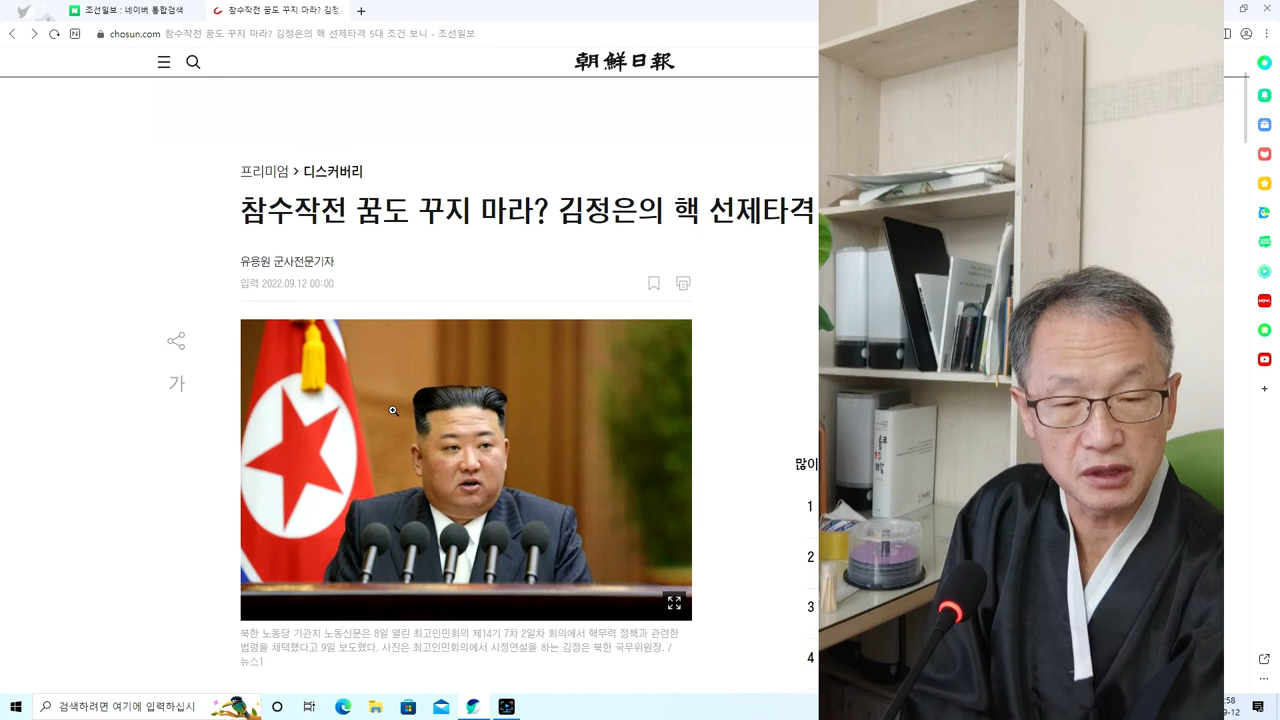 조선일보 : 네이버 통합검색
참수작전 꿈도 꾸지 마라? 김정
chosun.com 참수작전 꿈도 꾸지 마라? 김정은의 핵 선제타격 5대 조건 보니 - 조선일보
朝鮮日報
프리미엄 > 디스커버리
참수작전 꿈도 꾸지 마라? 김정은의 핵 선제타격
유용원 군사전문기자
입력 2022.09.12 00:00
가
북한 노동당 기관지 노동신문은 8일 열린 최고인민회의 제14기 7차 2일차 회의에서 핵무력 정책과 관련한
법령을 채택했다고 9일 보도했다. 사진은 최고인민회의에서 시정연설을 하는 김정은 북한 국무위원장. /
뉴스1
많이
1
2
3
4
검색하려면 여기에 입력하십시
:58
9-12